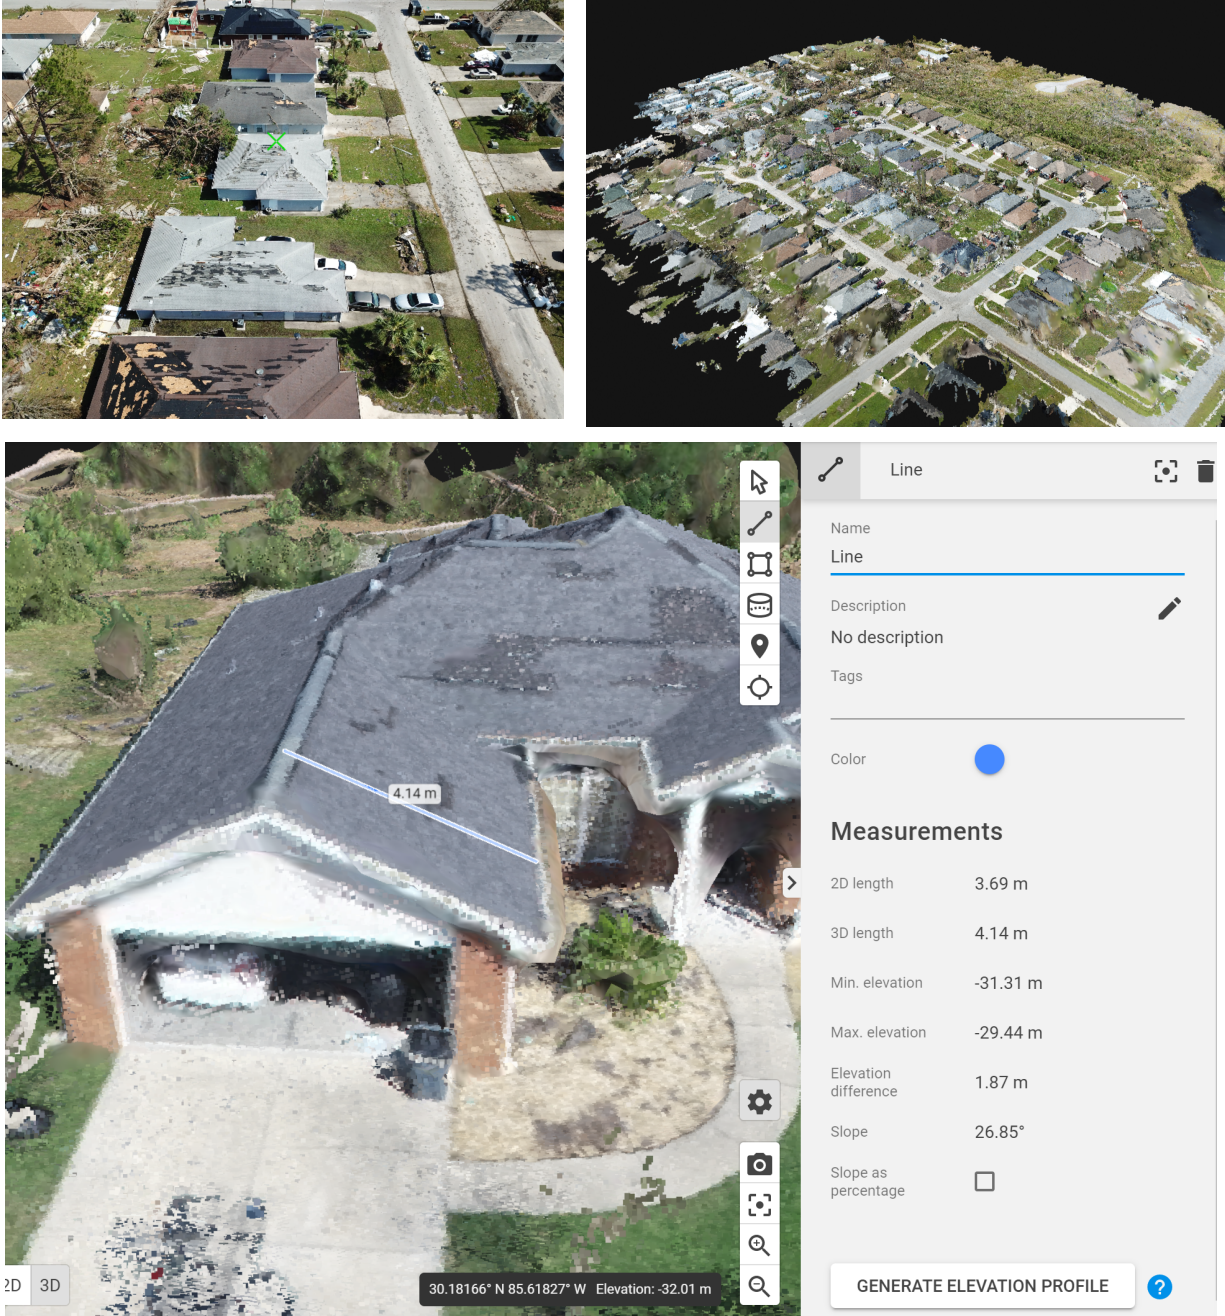 Line
Name
Line
Description
No description
Tags
Color
4.14 m
Measurements
2D length 3.69 m
3D length 4.14 m
Min. elevation -31.31 m
Max. elevation -29.44 m
Elevation
difference 1.87 m
Slope 26.85°
Slope as
percentage
2D 3D
30.18166° N 85.61827° W Elevation: -32.01 m
GENERATE ELEVATION PROFILE ?